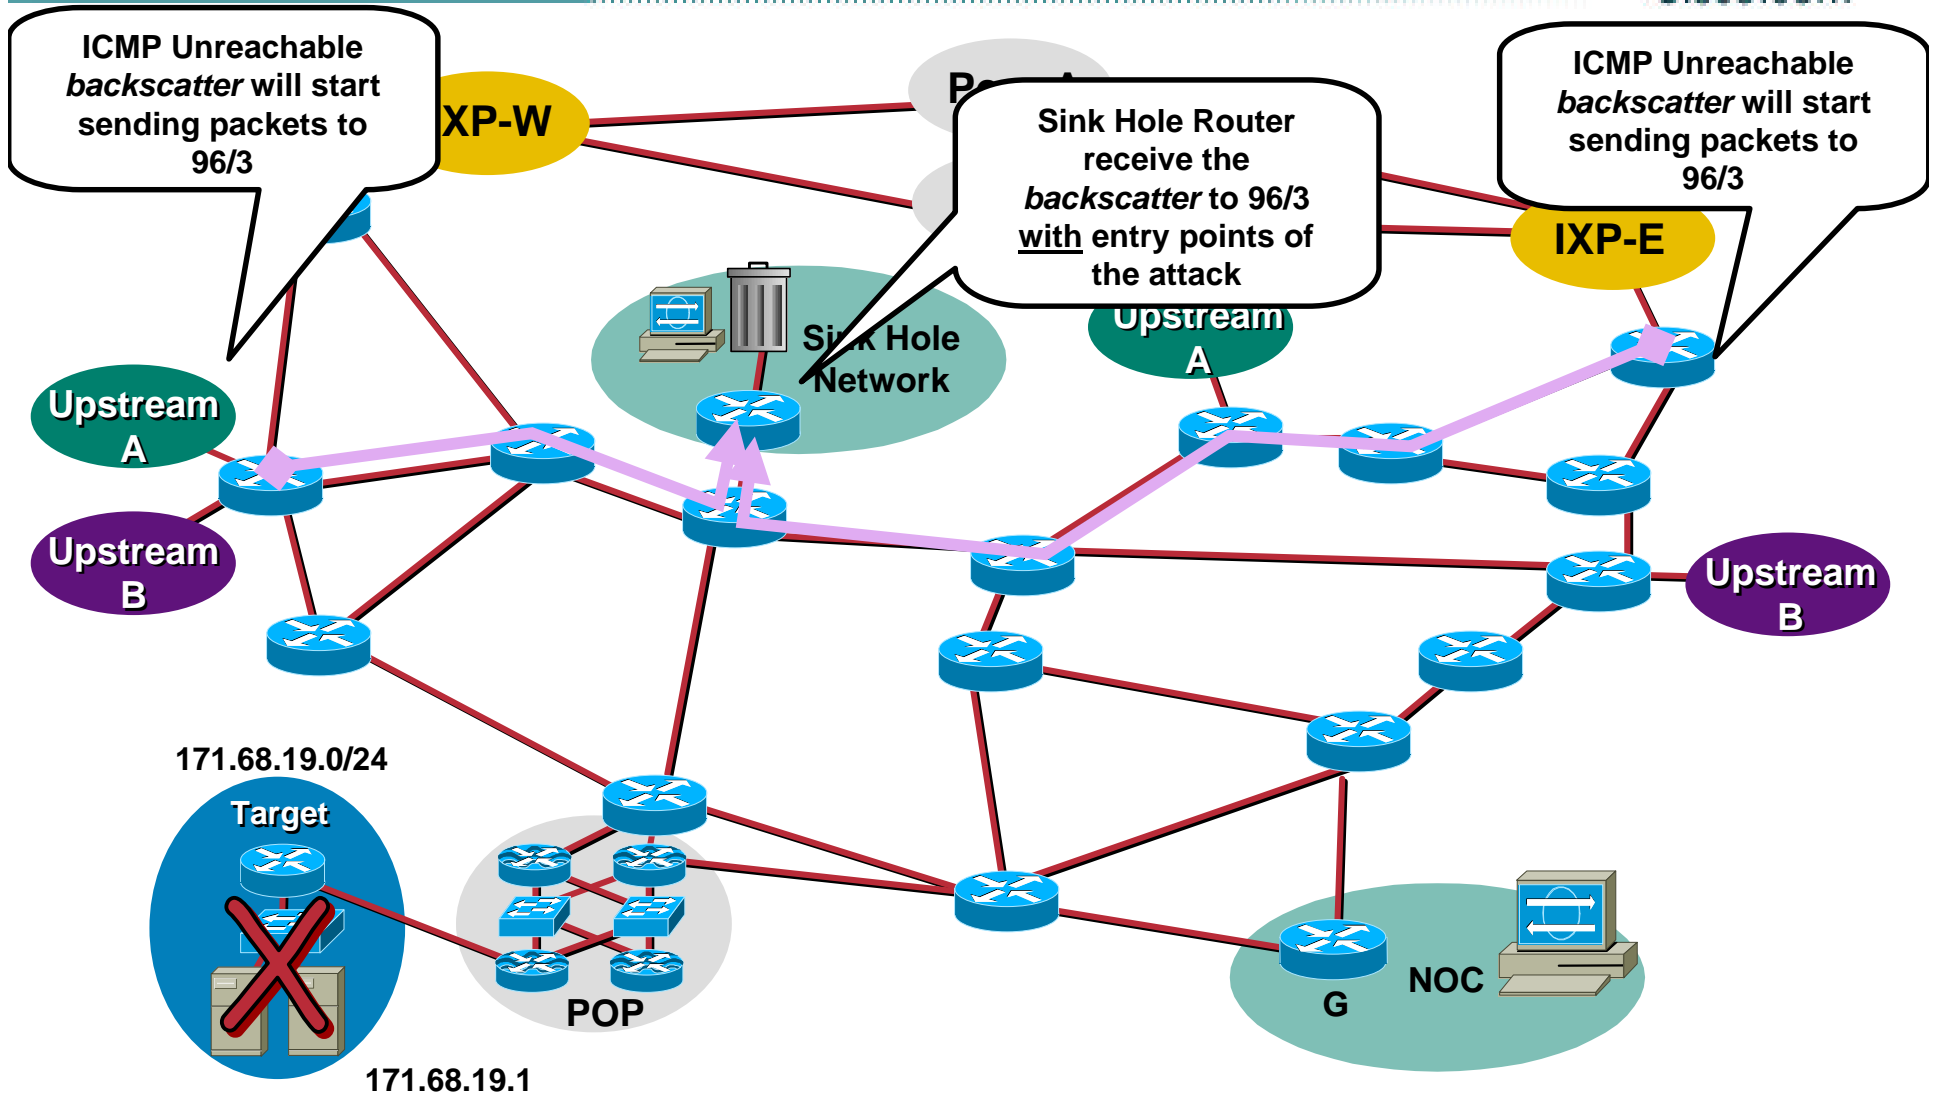 ICMP Unreachable
backscatter will start
sending packets to
96/3
XP-W
Sink Hole Router
receive the
backscatter to 96/3
with entry points of
the attack
ICMP Unreachable
backscatter will start
sending packets to
96/3
IXP-E
Sink Hole
Network
Upstream
A
Upstream
A
Upstream
B
Upstream
B
171.68.19.0/24
Target
POP
G
NOC
171.68.19.1